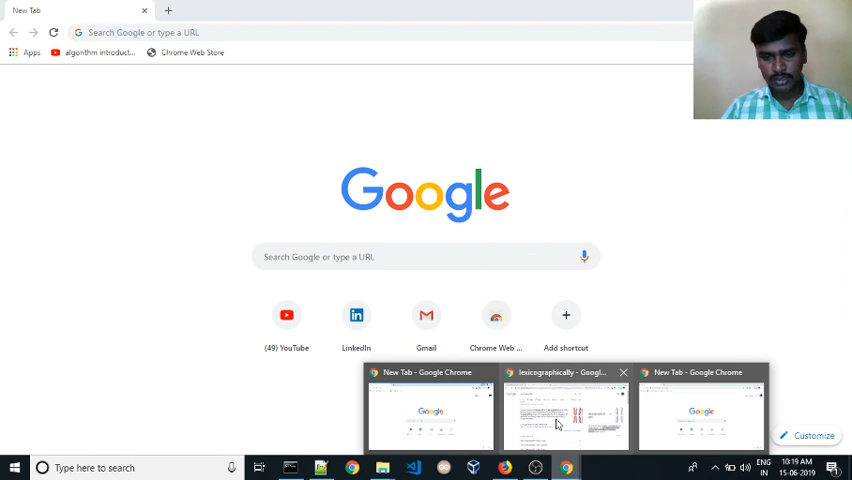 New Tab
Search Google or type a URL
Apps
algorithm introduct...
Chrome Web Store
Google
Search Google or type a URL
(49) YouTube
LinkedIn
Gmail
Chrome Web ...
Add shortcut
New Tab - Google Chrome
lexicographically - Googl...
New Tab - Google Chrome
Google
Google
Customize
Type here to search
ENG
IN
10:19 AM
15-06-2019